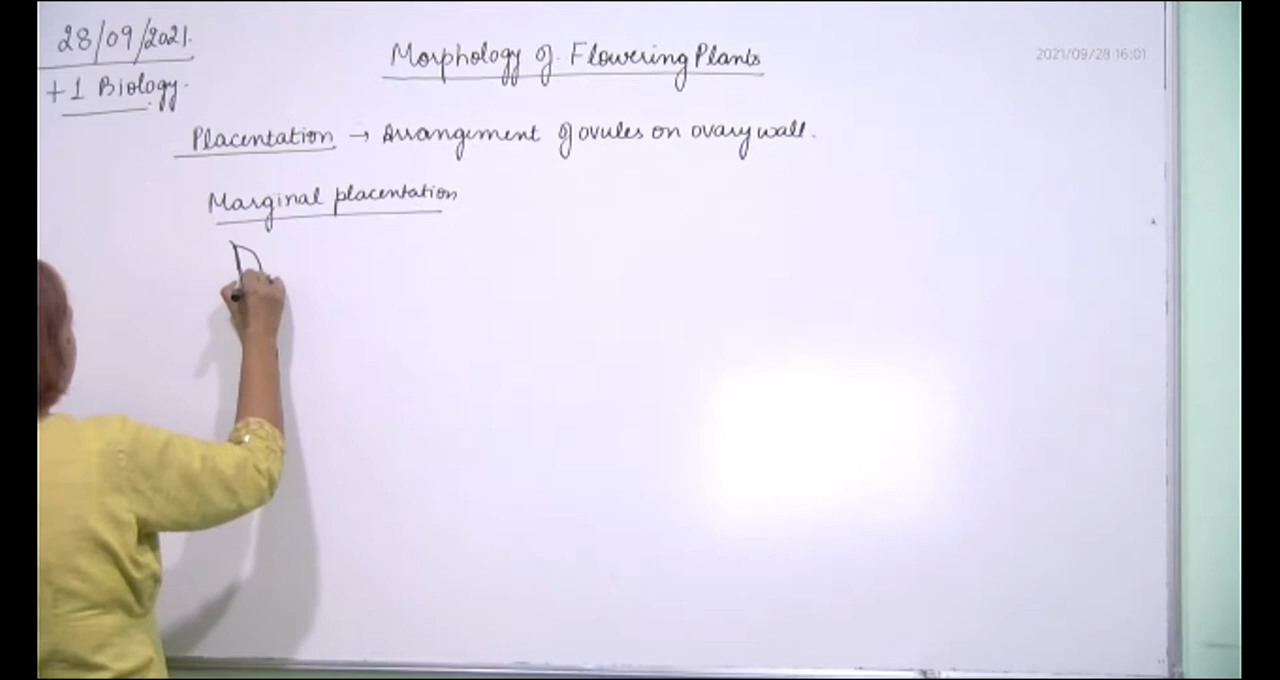 28/09/2021.
+1 Biology.
Morphology of Flowering Plants
2021/09/28 16:01
Placentation → Arrangement of ovules on ovary wall.
Marginal placentation